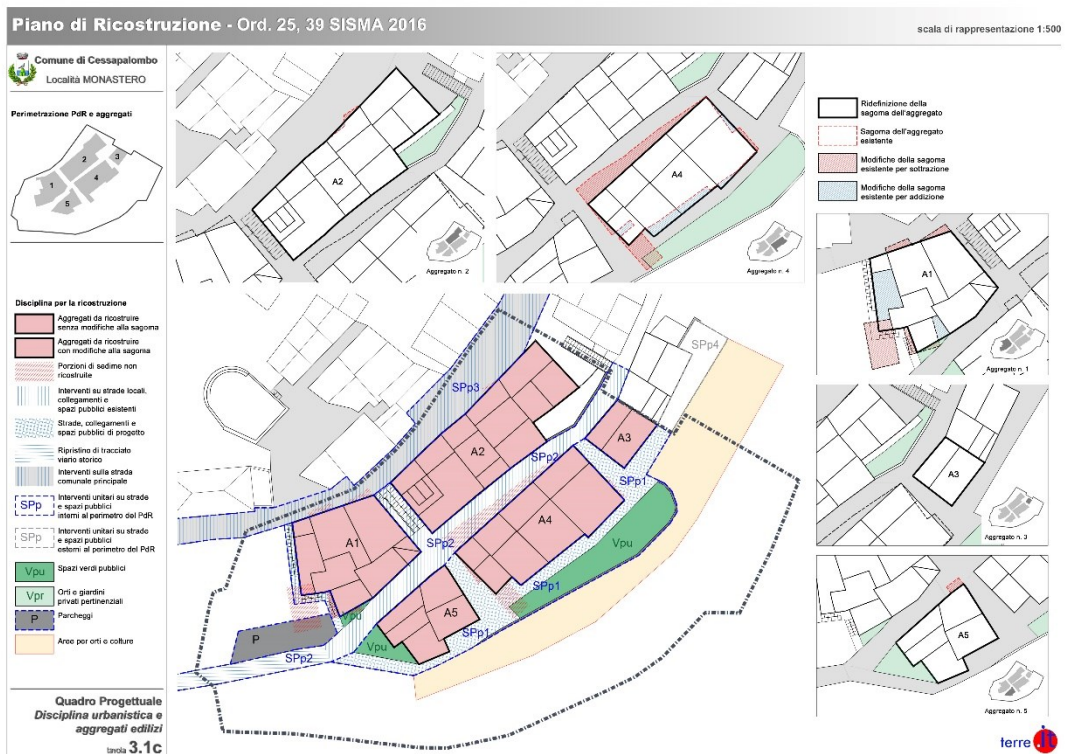 Piano di Ricostruzione - Ord. 25, 39 SISMA 2016
scala di rappresentazione 1:500
Comune di Cessapalombo
Località MONASTERO
Perimetrazione PdR e aggregati
1
2
3
4
5
Disciplina per la ricostruzione
Aggregati da ricostruire
senza modifiche alla sagoma
Aggregati da ricostruire
con modifiche alla sagoma
Porzioni di sedime non
ricostruite
Interventi su strade locali,
collegamenti e
spazi pubblici esistenti
Strade, collegamenti e
spazi pubblici di progetto
Ripristino di tracciato
viario storico
Interventi sulla strada
comunale principale
SPp
Interventi unitari su strade
e spazi pubblici
interni al perimetro del PdR
SPp
Interventi unitari su strade
e spazi pubblici
esterni al perimetro del PdR
Vpu
Spazi verdi pubblici
Vpr
Orti e giardini
privati pertinenziali
P
Parcheggi
Aree per orti e colture
Quadro Progettuale
Disciplina urbanistica e
aggregati edilizi
tavola 3.1c
A2
Aggregato n. 2
A4
Aggregato n. 4
Ridefinizione della
sagoma dell'aggregato
Sagoma dell'aggregato
esistente
Modifiche della sagoma
esistente per sottrazione
Modifiche della sagoma
esistente per addizione
A1
Aggregato n. 1
A3
Aggregato n. 3
A5
Aggregato n. 5
SPp4
SPp3
A3
A2
SPp2
SPp1
A4
A1
SPp2
Vpu
SPp1
A5
Vpu
SPp1
P
Vpu
SPp2
terre.it